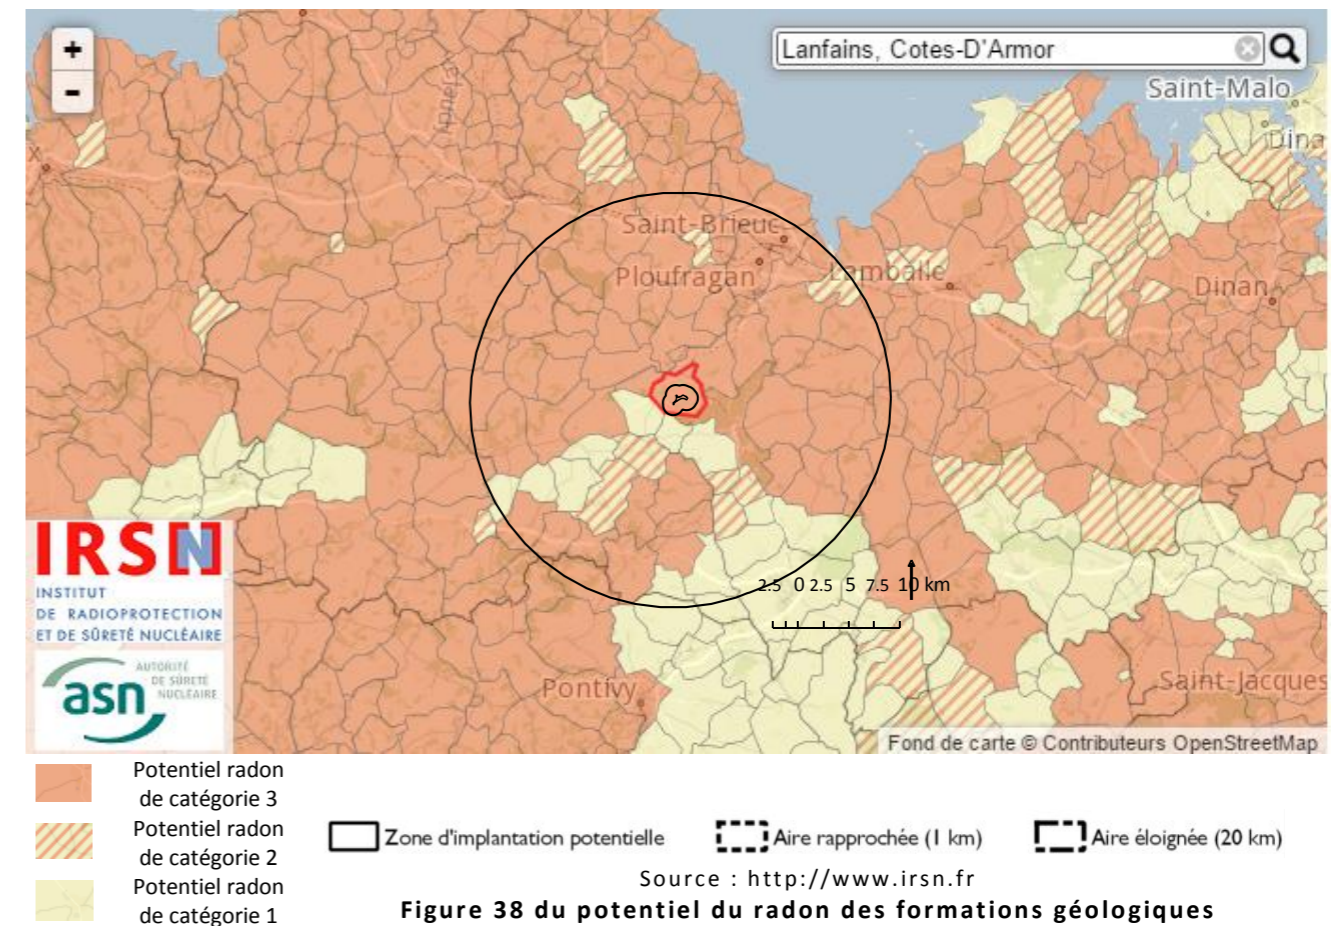 +
Lanfains, Cotes-D'Armor
-
Saint-Malo
Dina
Saint-Brieuc
Ploufragan
Lamballe
Dinan
2.5 0 2.5 5 7.5 10 km
Pontivy
Saint-Jacques
IRSN
INSTITUT
DE RADIOPROTECTION
ET DE SÛRETÉ NUCLÉAIRE
AUTORITÉ
DE SÛRETÉ
NUCLÉAIRE
asn
Fond de carte © Contributeurs OpenStreetMap
Potentiel radon
de catégorie 3
Potentiel radon
de catégorie 2
Potentiel radon
de catégorie 1
Zone d'implantation potentielle
Aire rapprochée (1 km)
Aire éloignée (20 km)
Source : http://www.irsn.fr
Figure 38 du potentiel du radon des formations géologiques